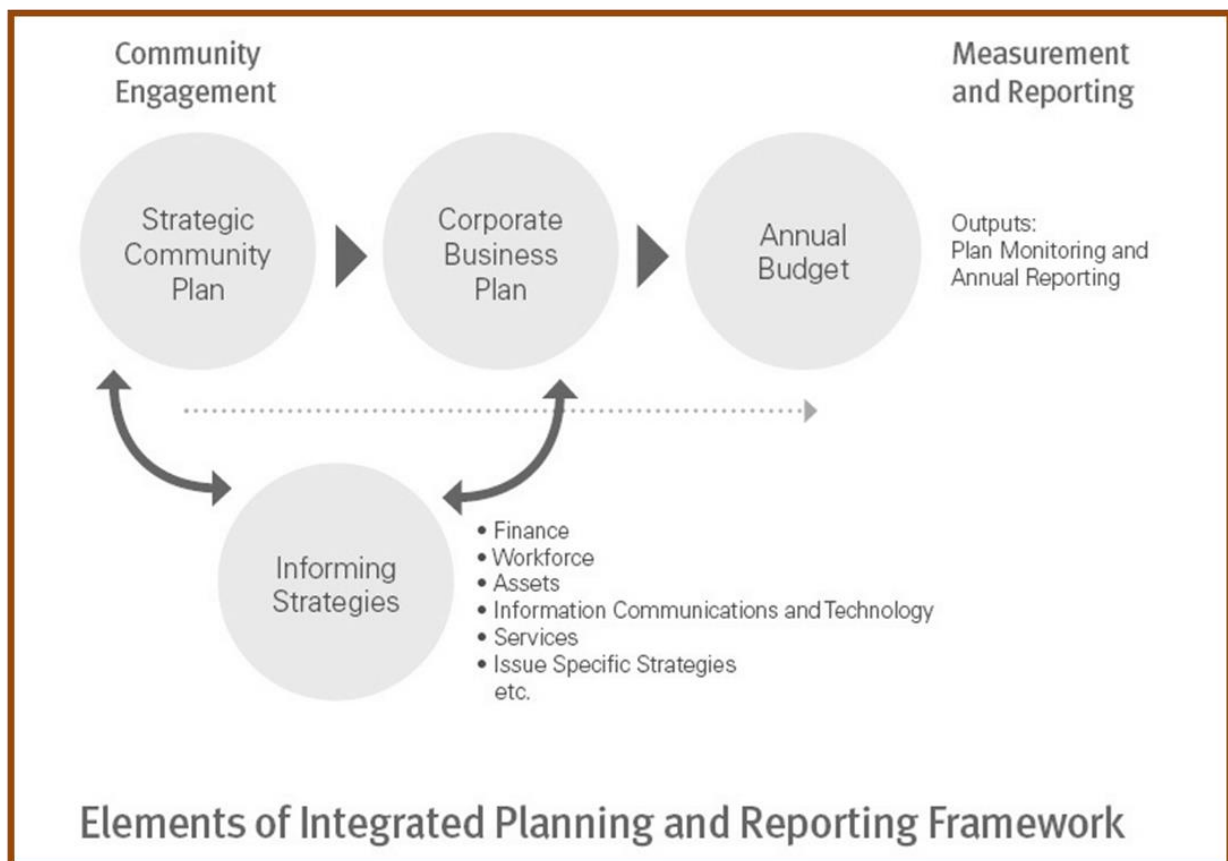 Community
Engagement
Measurement
and Reporting
Strategic
Community
Plan
Corporate
Business
Plan
Annual
Budget
Outputs:
Plan Monitoring and
Annual Reporting
Informing
Strategies
• Finance
• Workforce
• Assets
• Information Communications and Technology
• Services
• Issue Specific Strategies
etc.
Elements of Integrated Planning and Reporting Framework